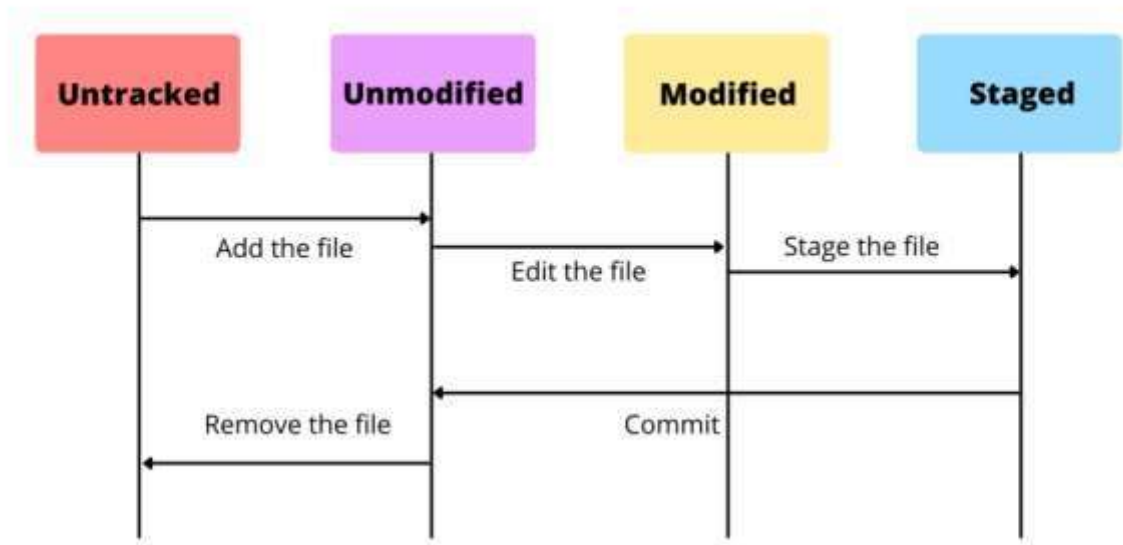 Untracked
Unmodified
Modified
Staged
Add the file
Edit the file
Stage the file
Remove the file
Commit